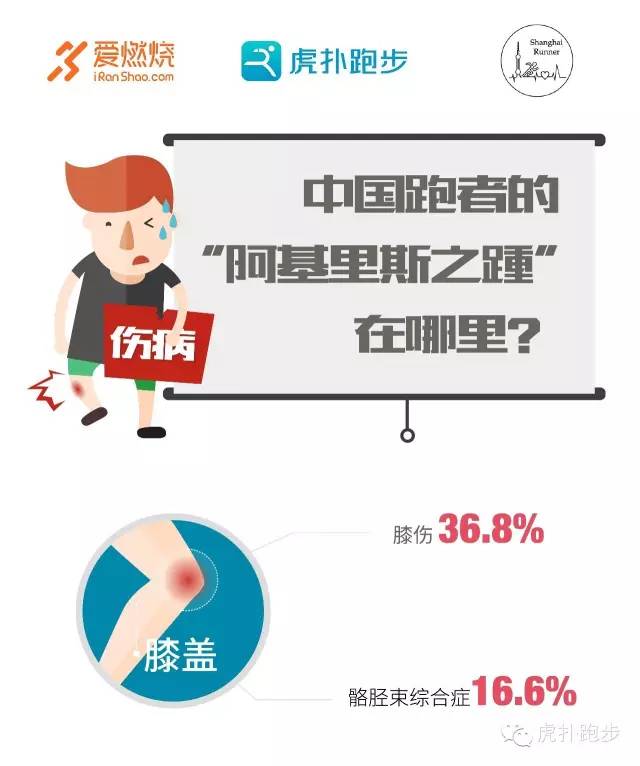 爱燃烧
iRanShao.com
虎扑跑步
Shanghai
Runner
中国跑者的
“阿基里斯之踵”
在哪里?
伤病
膝伤 36.8%
膝盖
骼胫束综合症 16.6%
虎扑跑步